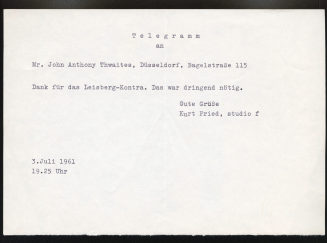 Telegramm
an
Mr. John Anthony Thwaites, Düsseldorf, Bagelstraße 115
Dank für das Leisberg-Kontra. Das war dringend nötig.
Gute Grüße
Kurt Fried, studio f
3.Juli 1961
19.25 Uhr